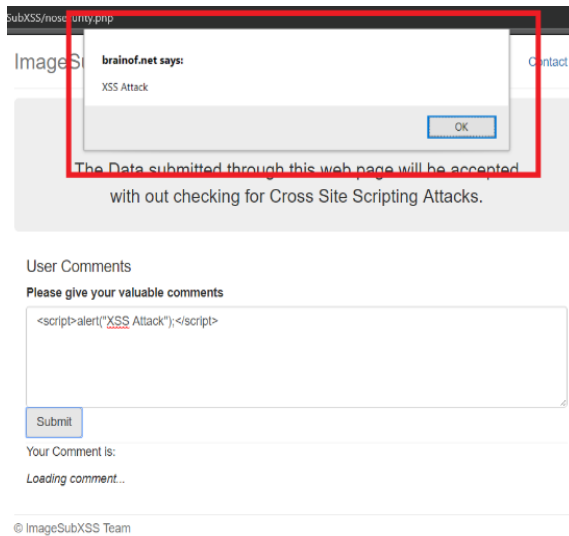 SubXSS/nosecurity.php
brainof.net says:
XSS Attack
OK
Contact
The Data submitted through this web page will be accepted
with out checking for Cross Site Scripting Attacks.
User Comments
Please give your valuable comments
<script>alert("XSS Attack");</script>
Submit
Your Comment is:
Loading comment...
© ImageSubXSS Team